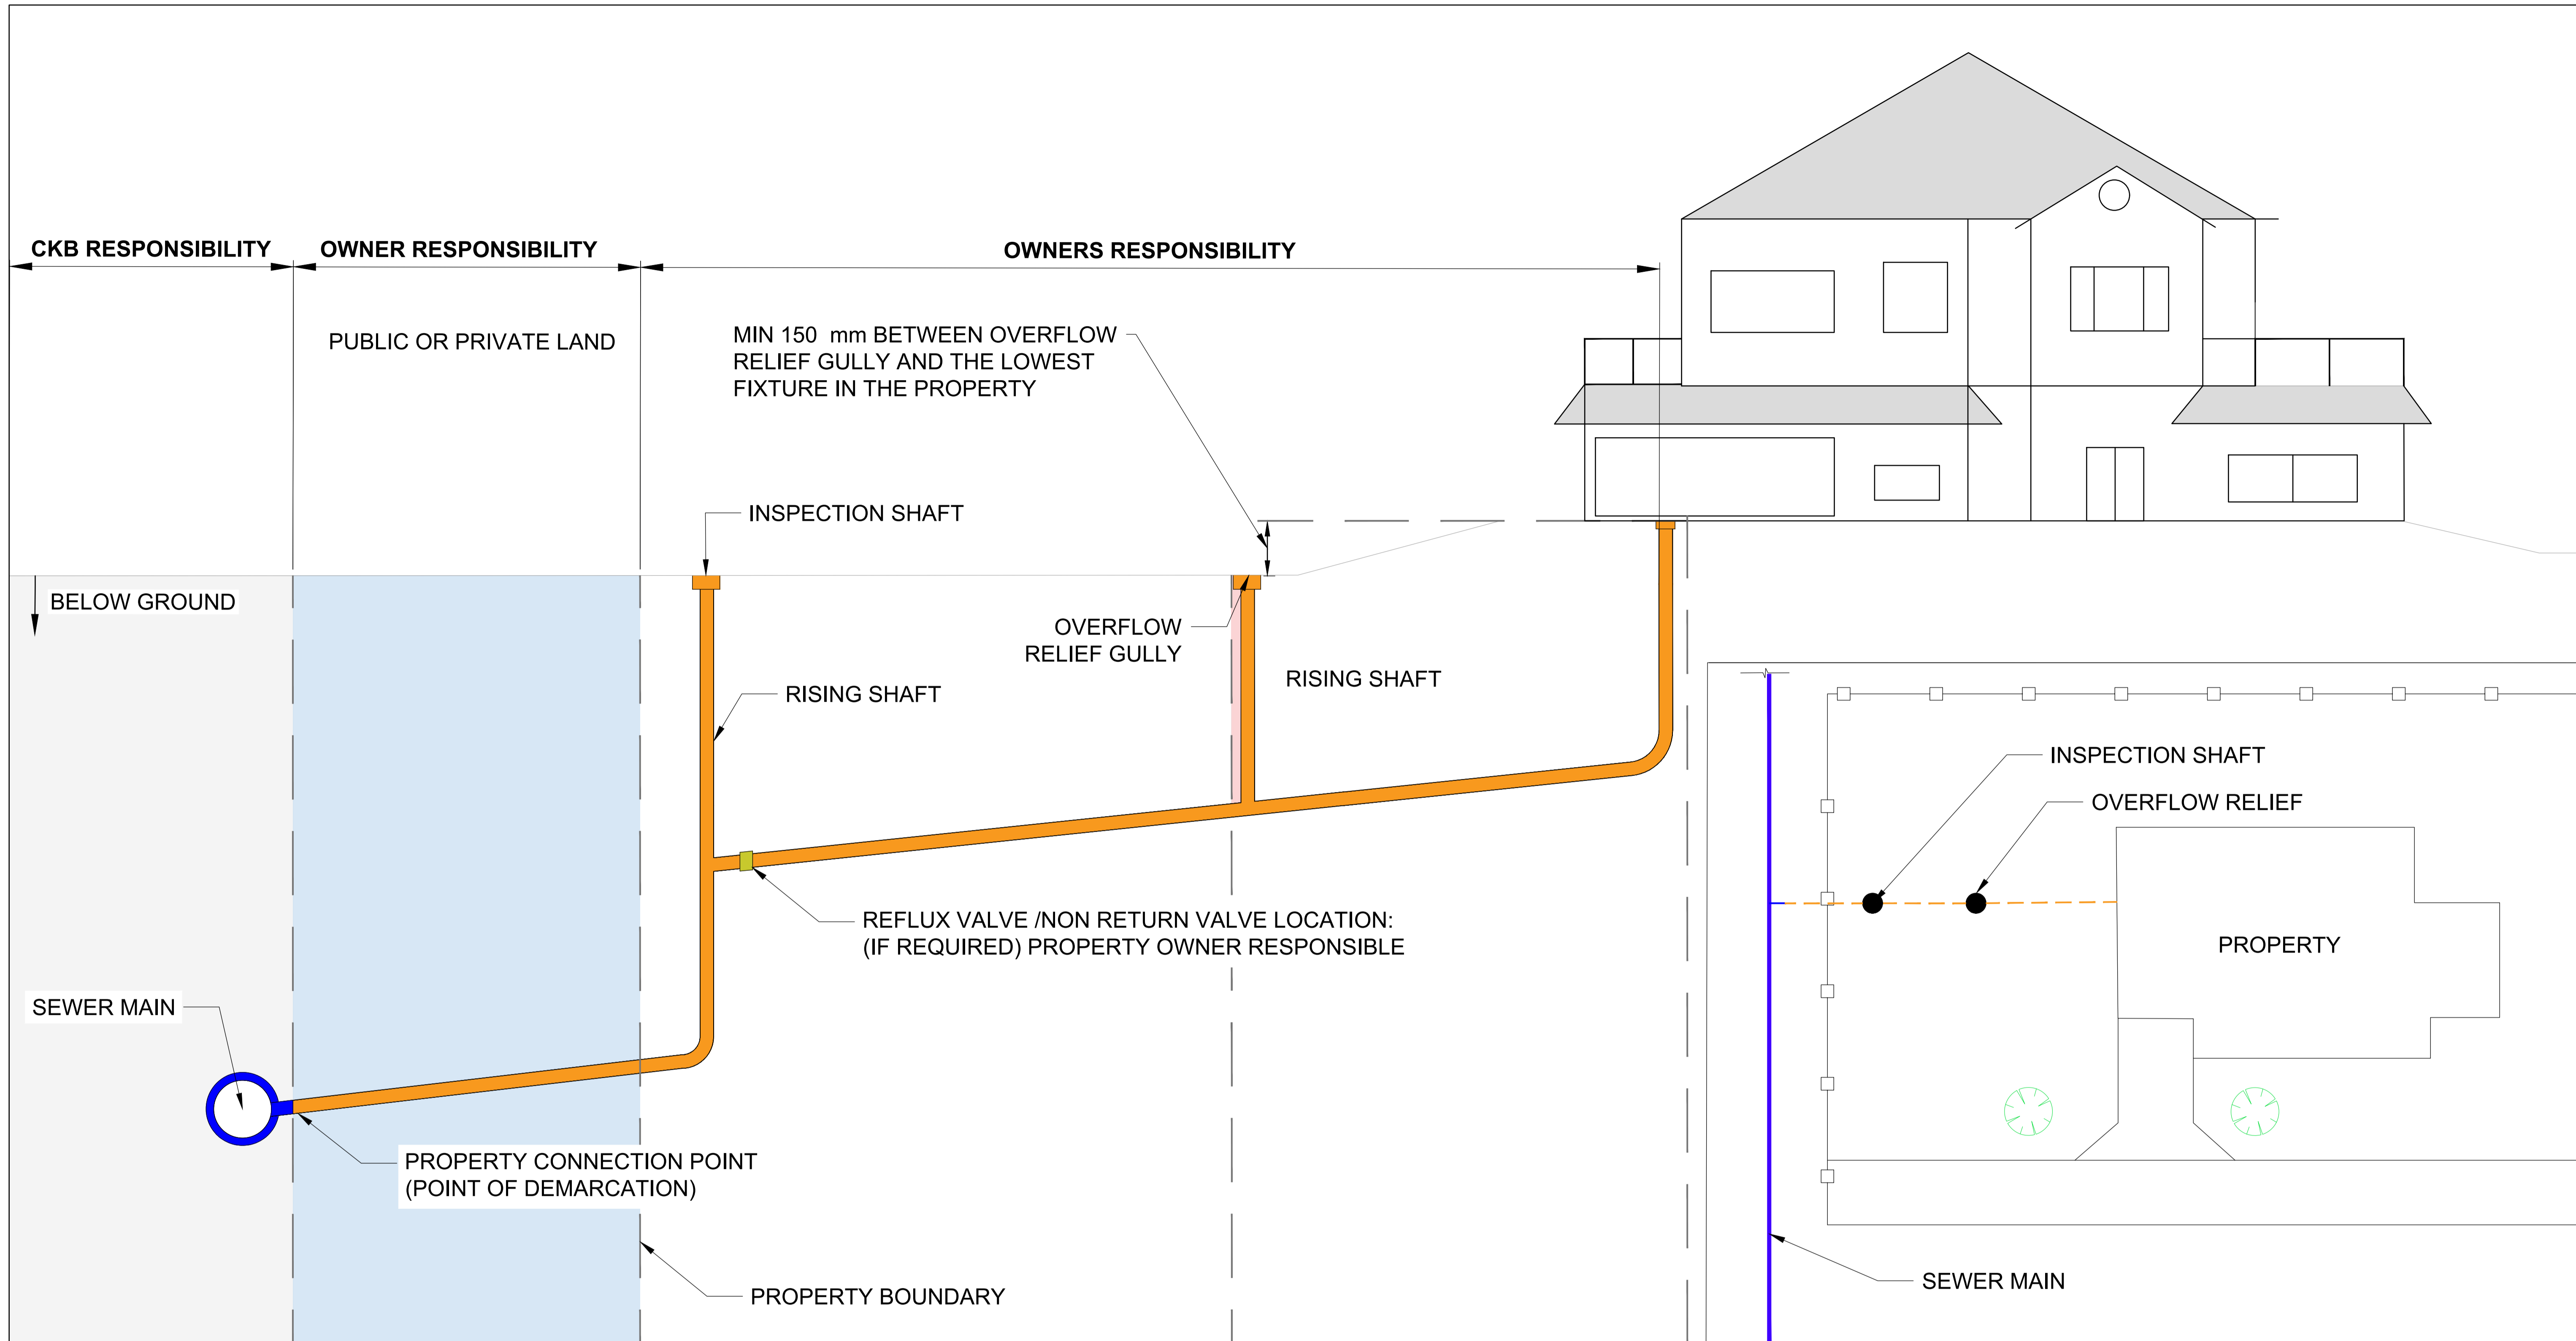 CKB RESPONSIBILITY
OWNER RESPONSIBILITY
OWNERS RESPONSIBILITY
PUBLIC OR PRIVATE LAND
MIN 150 mm BETWEEN OVERFLOW
RELIEF GULLY AND THE LOWEST
FIXTURE IN THE PROPERTY
INSPECTION SHAFT
BELOW GROUND
OVERFLOW
RELIEF GULLY
RISING SHAFT
RISING SHAFT
REFLUX VALVE /NON RETURN VALVE LOCATION:
(IF REQUIRED) PROPERTY OWNER RESPONSIBLE
SEWER MAIN
PROPERTY CONNECTION POINT
(POINT OF DEMARCATION)
PROPERTY BOUNDARY
INSPECTION SHAFT
OVERFLOW RELIEF
PROPERTY
SEWER MAIN